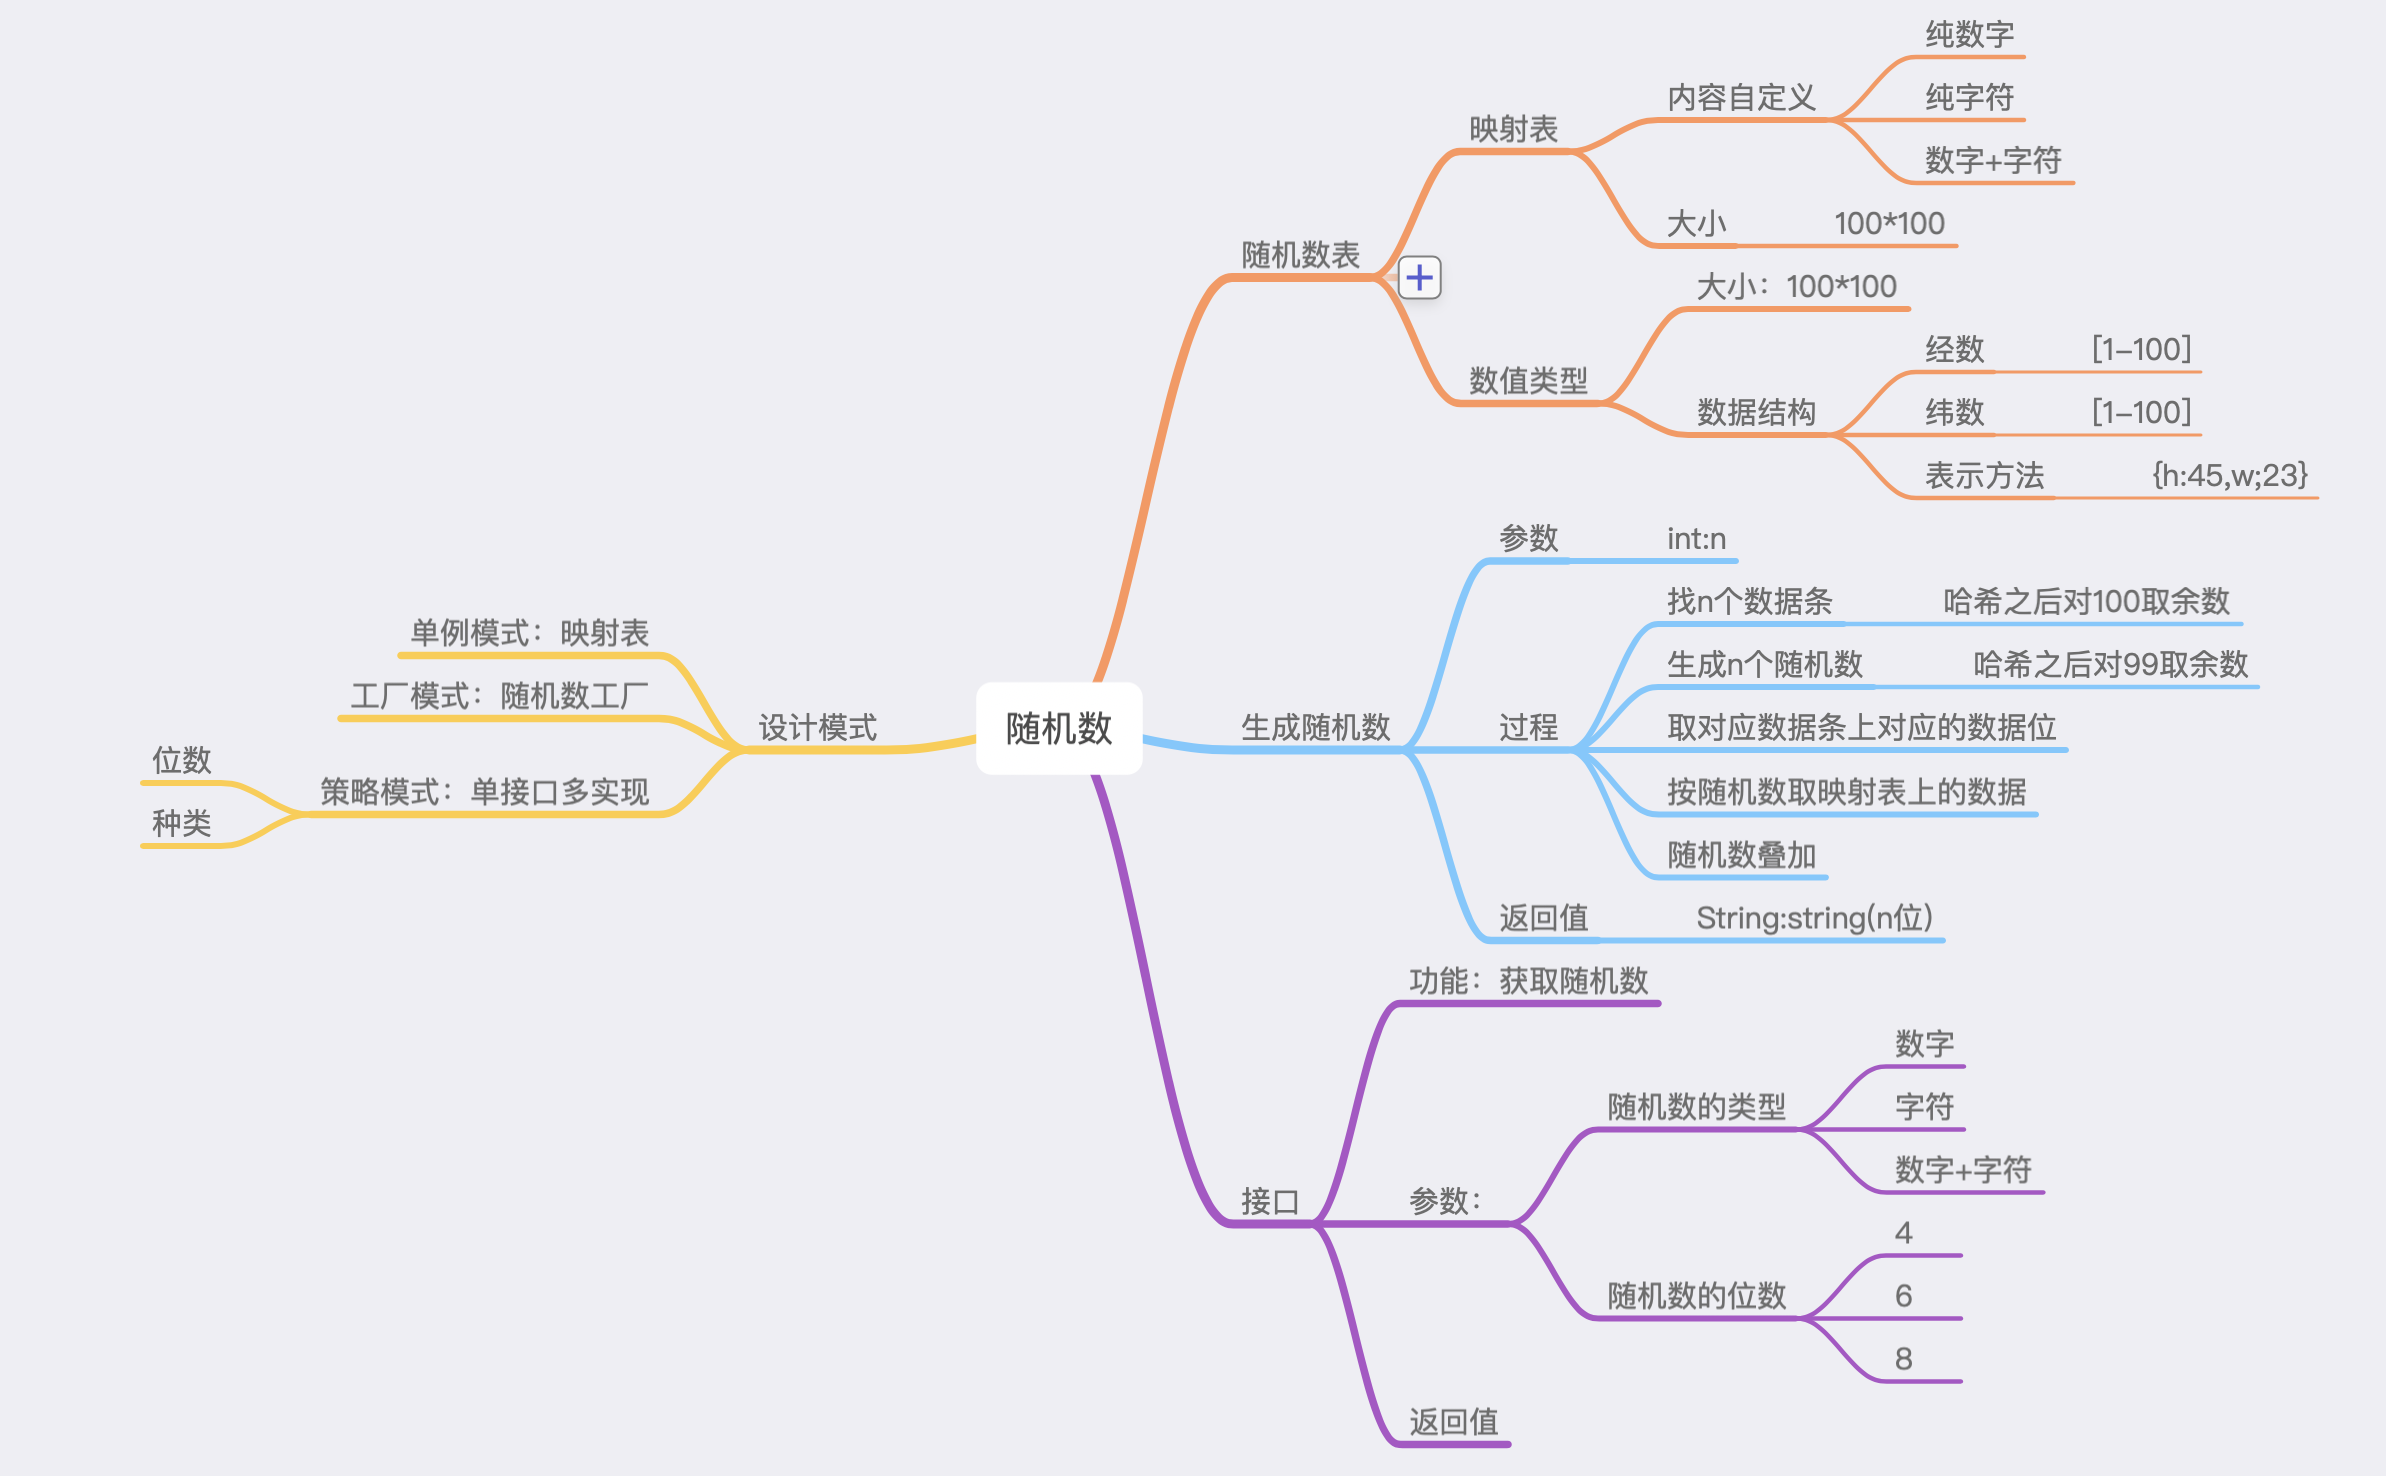 随机数
随机数表
映射表
内容自定义
纯数字
纯字符
数字+字符
大小
100*100
数值类型
大小：100*100
数据结构
经数
[1-100]
纬数
[1-100]
表示方法
{h:45,w;23}
生成随机数
参数
int:n
过程
找n个数据条
哈希之后对100取余数
生成n个随机数
哈希之后对99取余数
取对应数据条上对应的数据位
按随机数取映射表上的数据
随机数叠加
返回值
String:string(n位)
接口
功能：获取随机数
参数：
随机数的类型
数字
字符
数字+字符
随机数的位数
4
6
8
返回值
设计模式
单例模式：映射表
工厂模式：随机数工厂
策略模式：单接口多实现
位数
种类